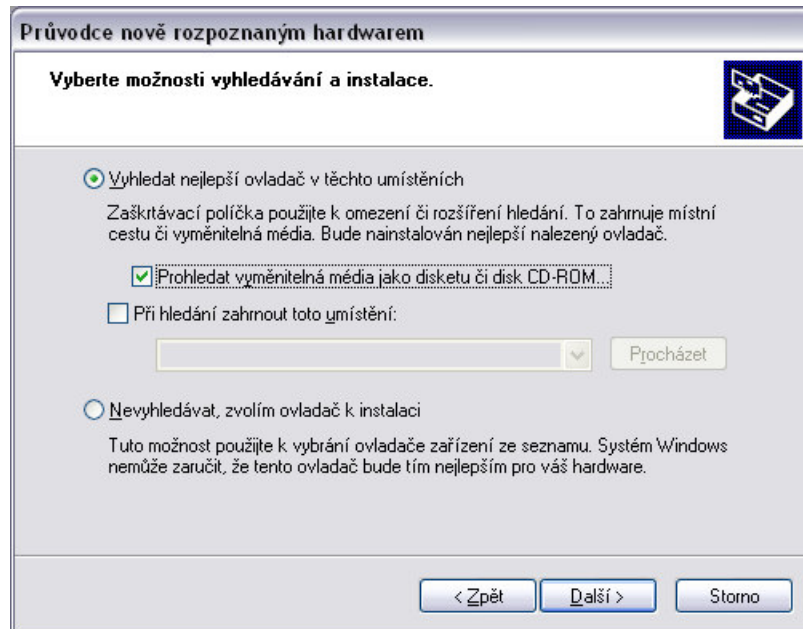 Průvodce nově rozpoznaným hardwarem
Vyberte možnosti vyhledávání a instalace.
Vyhledat nejlepší ovladač v těchto umístěních
Zaškrtávací políčka použijte k omezení či rozšíření hledání. To zahrnuje místní
cestu či vyměnitelná média. Bude nainstalován nejlepší nalezený ovladač.
Prohledat vyměnitelná média jako disketu či disk CD-ROM...
Při hledání zahrnout toto umístění:
Procházet
Nevyhledávat, zvolím ovladač k instalaci
Tuto možnost použijte k vybrání ovladače zařízení ze seznamu. Systém Windows
nemůže zaručit, že tento ovladač bude tím nejlepším pro váš hardware.
< Zpět Další > Storno